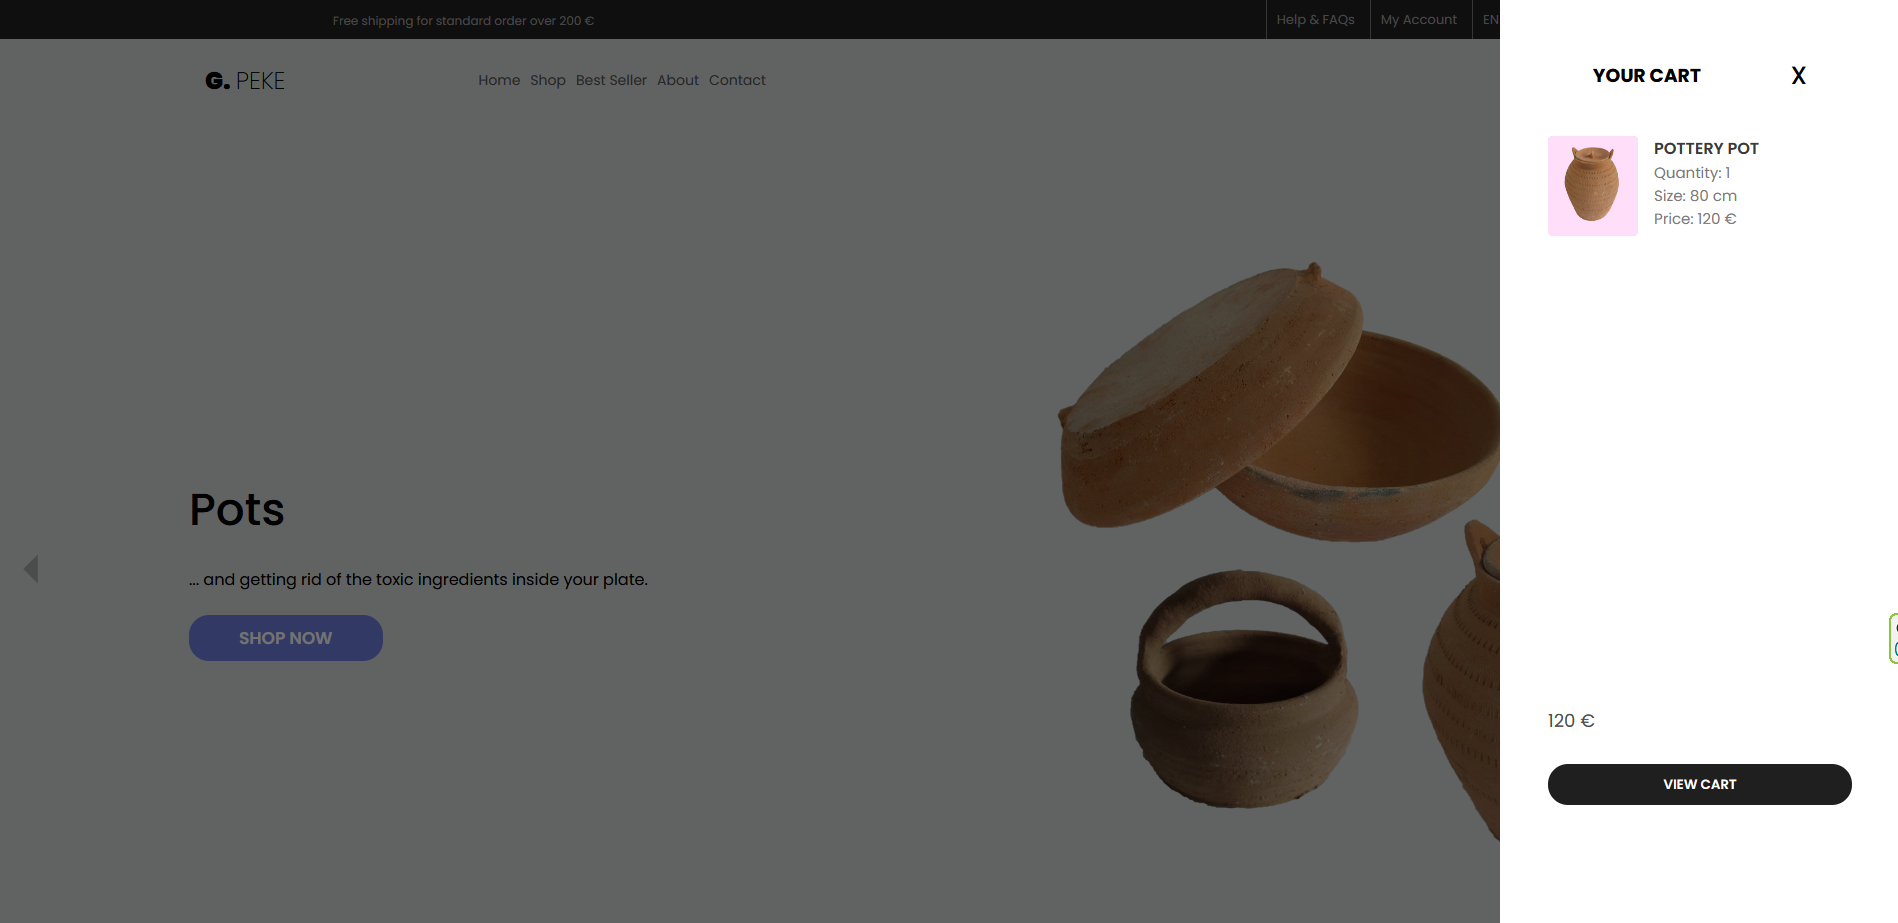 Free shipping for standard order over 200 €
Help & FAQs
My Account
EN
G. PEKE
Home
Shop
Best Seller
About
Contact
Pots
... and getting rid of the toxic ingredients inside your plate.
SHOP NOW
YOUR CART
X
POTTERY POT
Quantity: 1
Size: 80 cm
Price: 120 €
120 €
VIEW CART